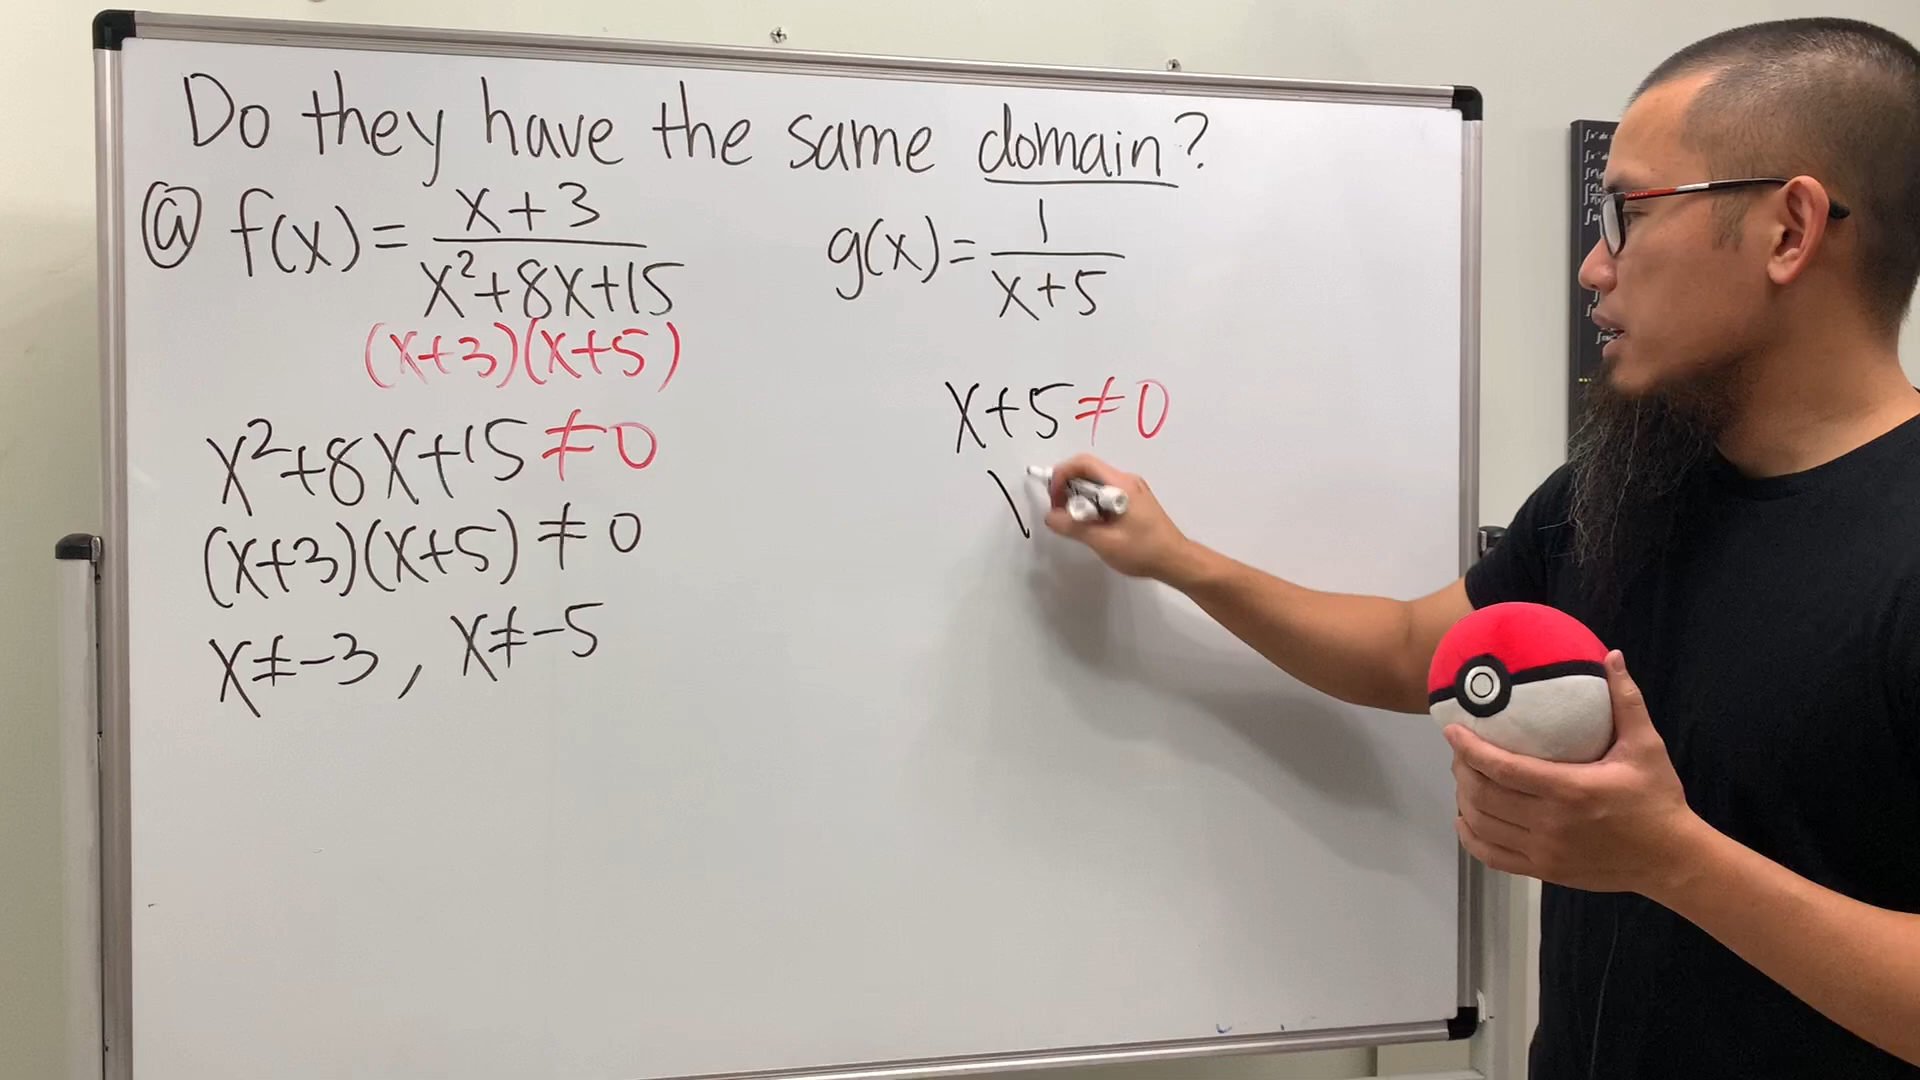 Do they have the same domain?
ⓐ f(x) = (x+3)/(x²+8x+15)
(x+3)(x+5)
x²+8x+15≠0
(x+3)(x+5) ≠ 0
x≠-3, x≠-5
g(x) = 1/(x+5)
x+5≠0